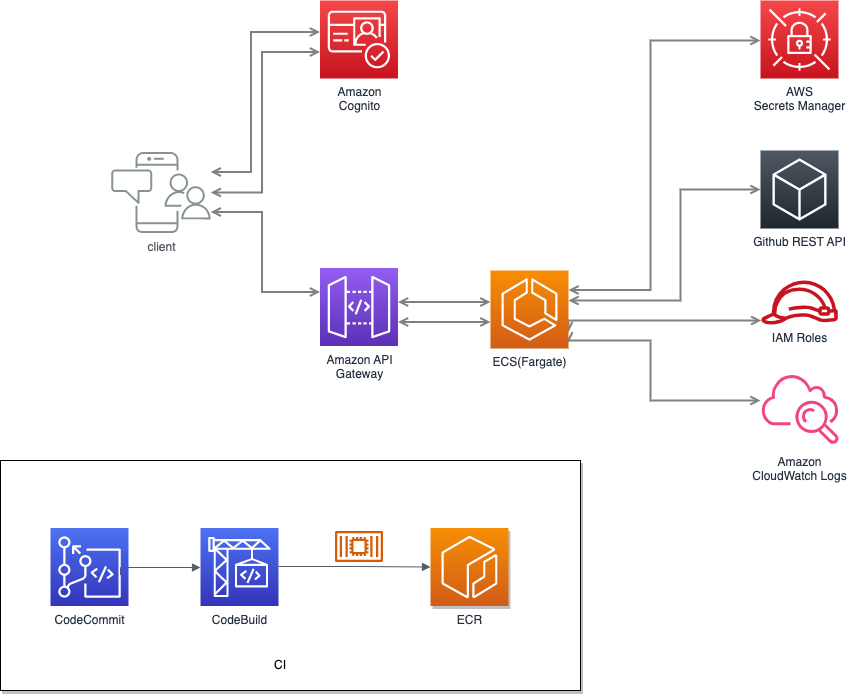 Amazon
Cognito
AWS
Secrets Manager
client
Github REST API
Amazon API
Gateway
ECS(Fargate)
IAM Roles
Amazon
CloudWatch Logs
CodeCommit
CodeBuild
ECR
CI